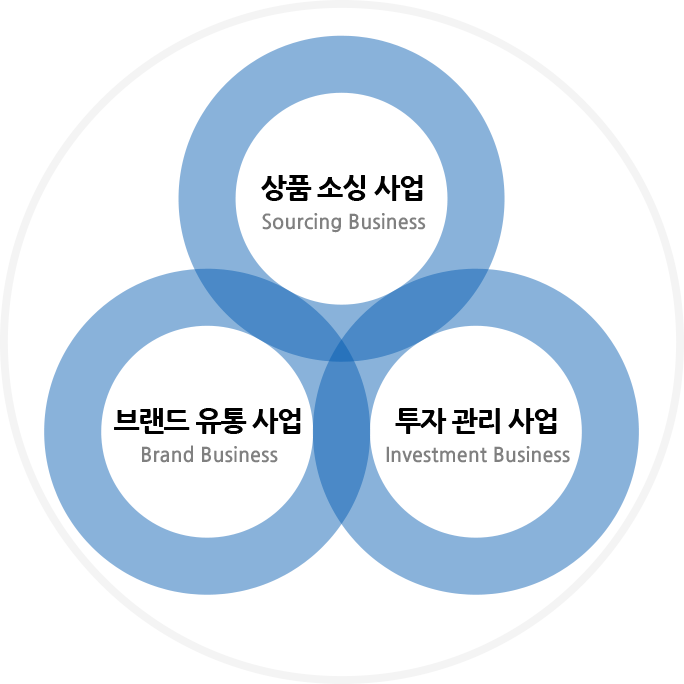 상품 소싱 사업
Sourcing Business
브랜드 유통 사업
Brand Business
투자 관리 사업
Investment Business